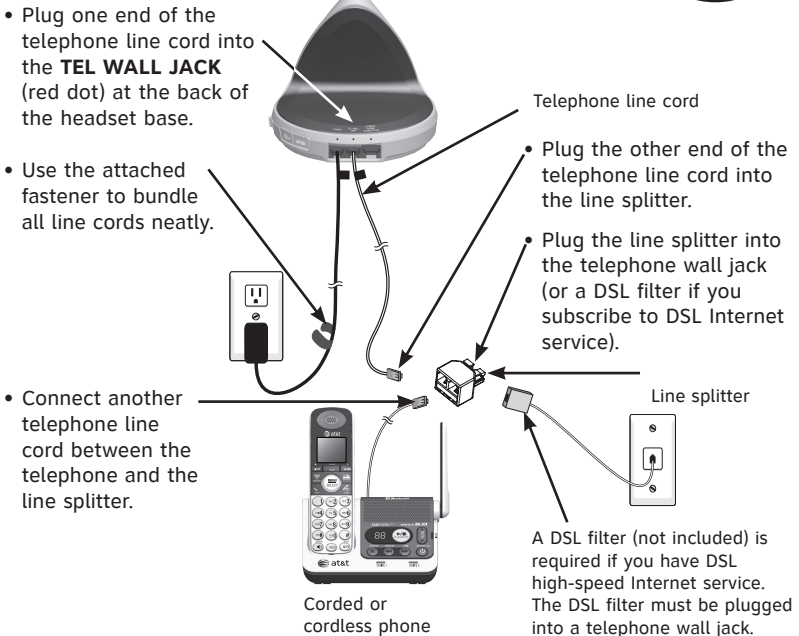 • Plug one end of the
telephone line cord into
the TEL WALL JACK
(red dot) at the back of
the headset base.
• Use the attached
fastener to bundle
all line cords neatly.
• Connect another
telephone line
cord between the
telephone and the
line splitter.
Telephone line cord
• Plug the other end of the
telephone line cord into
the line splitter.
• Plug the line splitter into
the telephone wall jack
(or a DSL filter if you
subscribe to DSL Internet
service).
Line splitter
at&t
at&t
88
Corded or
cordless phone
A DSL filter (not included) is
required if you have DSL
high-speed Internet service.
The DSL filter must be plugged
into a telephone wall jack.